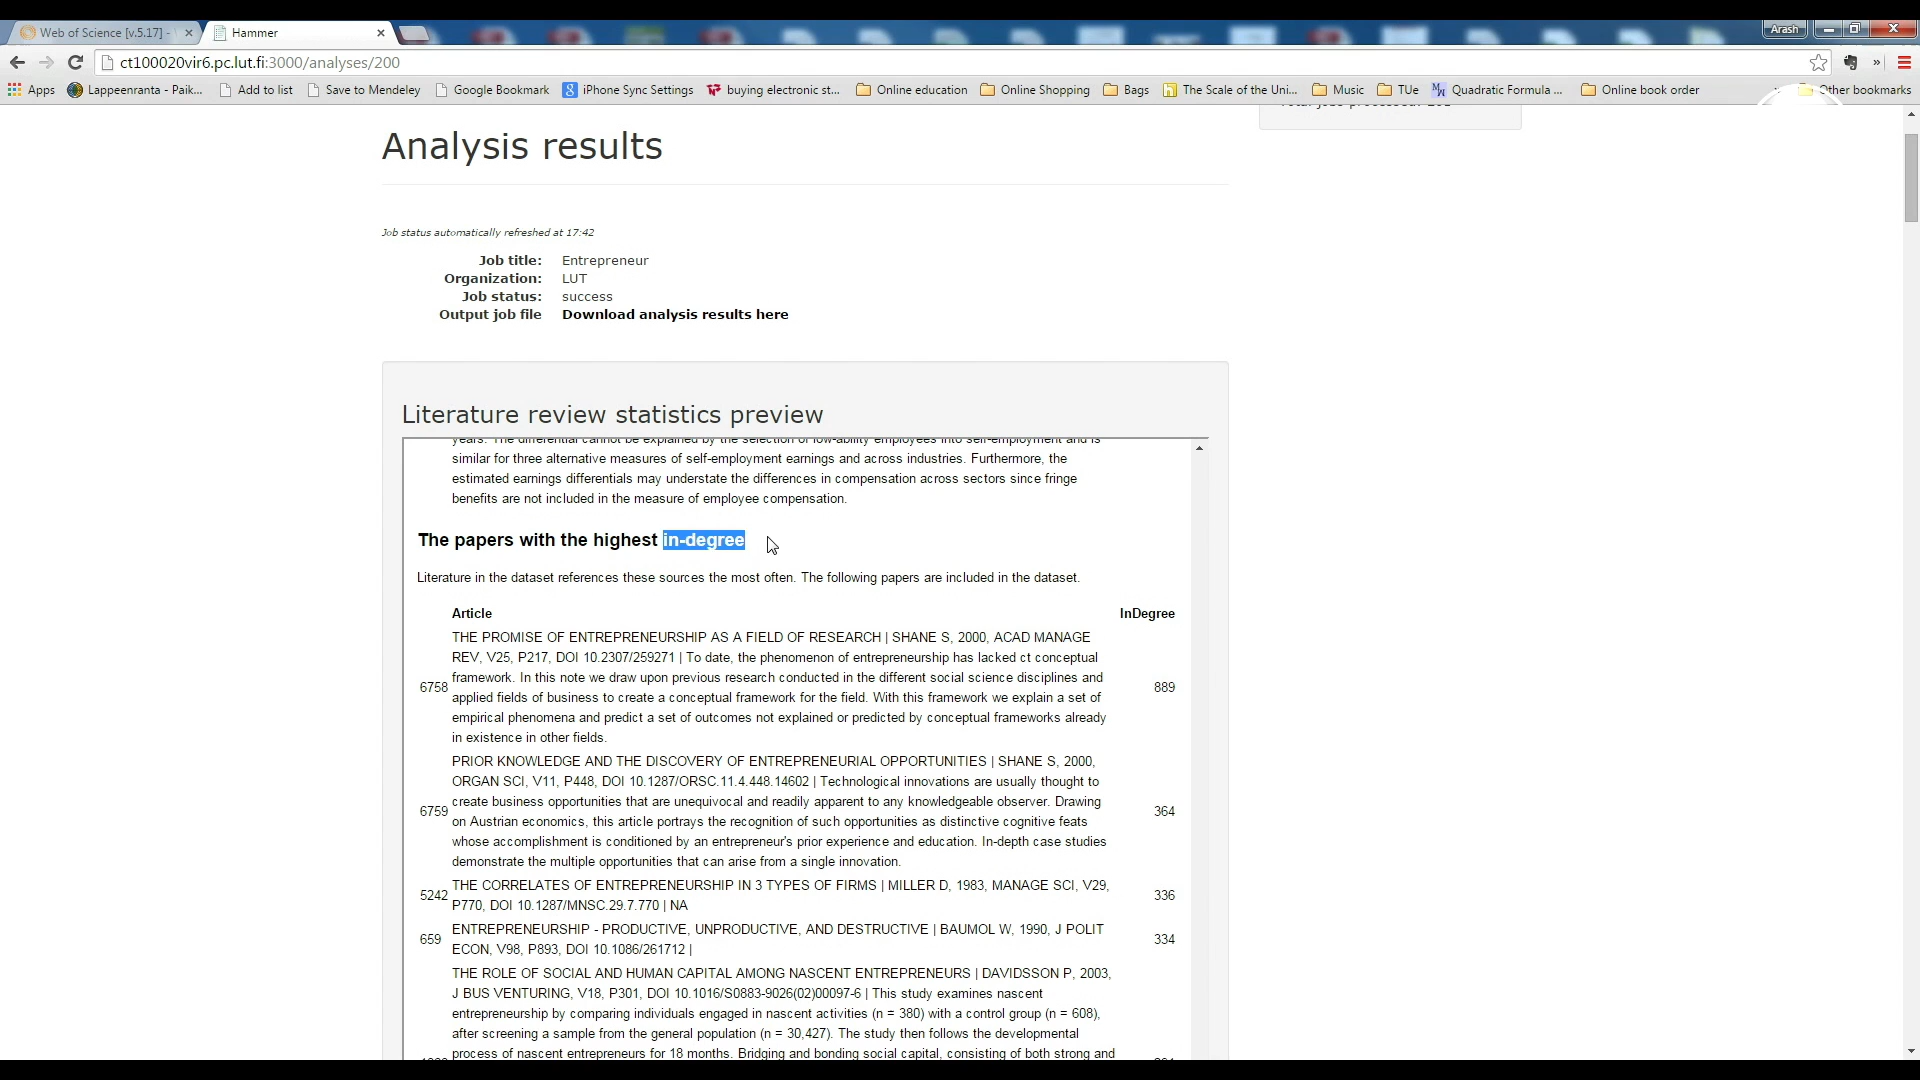 Web of Science [v.5.17] -
Hammer
Arash
ct100020vir6.pc.lut.fi:3000/analyses/200
Apps
Lappeenranta - Paik...
Add to list
Save to Mendeley
Google Bookmark
iPhone Sync Settings
buying electronic st...
Online education
Online Shopping
Bags
The Scale of the Uni...
Music
TUe
Quadratic Formula ...
Online book order
Other bookmarks
Analysis results
Job status automatically refreshed at 17:42
Job title: Entrepreneur
Organization: LUT
Job status: success
Output job file Download analysis results here
Literature review statistics preview
years. The differential cannot be explained by the selection of low-ability employees into self-employment and is
similar for three alternative measures of self-employment earnings and across industries. Furthermore, the
estimated earnings differentials may understate the differences in compensation across sectors since fringe
benefits are not included in the measure of employee compensation.
The papers with the highest in-degree
Literature in the dataset references these sources the most often. The following papers are included in the dataset.
Article InDegree
THE PROMISE OF ENTREPRENEURSHIP AS A FIELD OF RESEARCH | SHANE S, 2000, ACAD MANAGE
REV, V25, P217, DOI 10.2307/259271 | To date, the phenomenon of entrepreneurship has lacked ct conceptual
framework. In this note we draw upon previous research conducted in the different social science disciplines and
6758 889
applied fields of business to create a conceptual framework for the field. With this framework we explain a set of
empirical phenomena and predict a set of outcomes not explained or predicted by conceptual frameworks already
in existence in other fields.
PRIOR KNOWLEDGE AND THE DISCOVERY OF ENTREPRENEURIAL OPPORTUNITIES | SHANE S, 2000,
ORGAN SCI, V11, P448, DOI 10.1287/ORSC.11.4.448.14602 | Technological innovations are usually thought to
create business opportunities that are unequivocal and readily apparent to any knowledgeable observer. Drawing
6759 364
on Austrian economics, this article portrays the recognition of such opportunities as distinctive cognitive feats
whose accomplishment is conditioned by an entrepreneur's prior experience and education. In-depth case studies
demonstrate the multiple opportunities that can arise from a single innovation.
THE CORRELATES OF ENTREPRENEURSHIP IN 3 TYPES OF FIRMS | MILLER D, 1983, MANAGE SCI, V29,
5242 336
P770, DOI 10.1287/MNSC.29.7.770 | NA
ENTREPRENEURSHIP - PRODUCTIVE, UNPRODUCTIVE, AND DESTRUCTIVE | BAUMOL W, 1990, J POLIT
659 334
ECON, V98, P893, DOI 10.1086/261712 |
THE ROLE OF SOCIAL AND HUMAN CAPITAL AMONG NASCENT ENTREPRENEURS | DAVIDSSON P, 2003,
J BUS VENTURING, V18, P301, DOI 10.1016/S0883-9026(02)00097-6 | This study examines nascent
entrepreneurship by comparing individuals engaged in nascent activities (n = 380) with a control group (n = 608),
after screening a sample from the general population (n = 30,427). The study then follows the developmental
process of nascent entrepreneurs for 18 months. Bridging and bonding social capital, consisting of both strong and